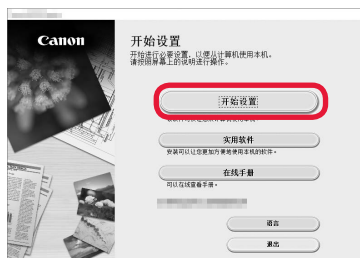 Canon
开始设置
开始进行必要设置，以便从计算机使用本机。
请按照屏幕上的说明进行操作。
开始设置
实用软件
安装可以让您更加方便地使用本机的软件。
在线手册
可以在线查看手册。
语言
退出